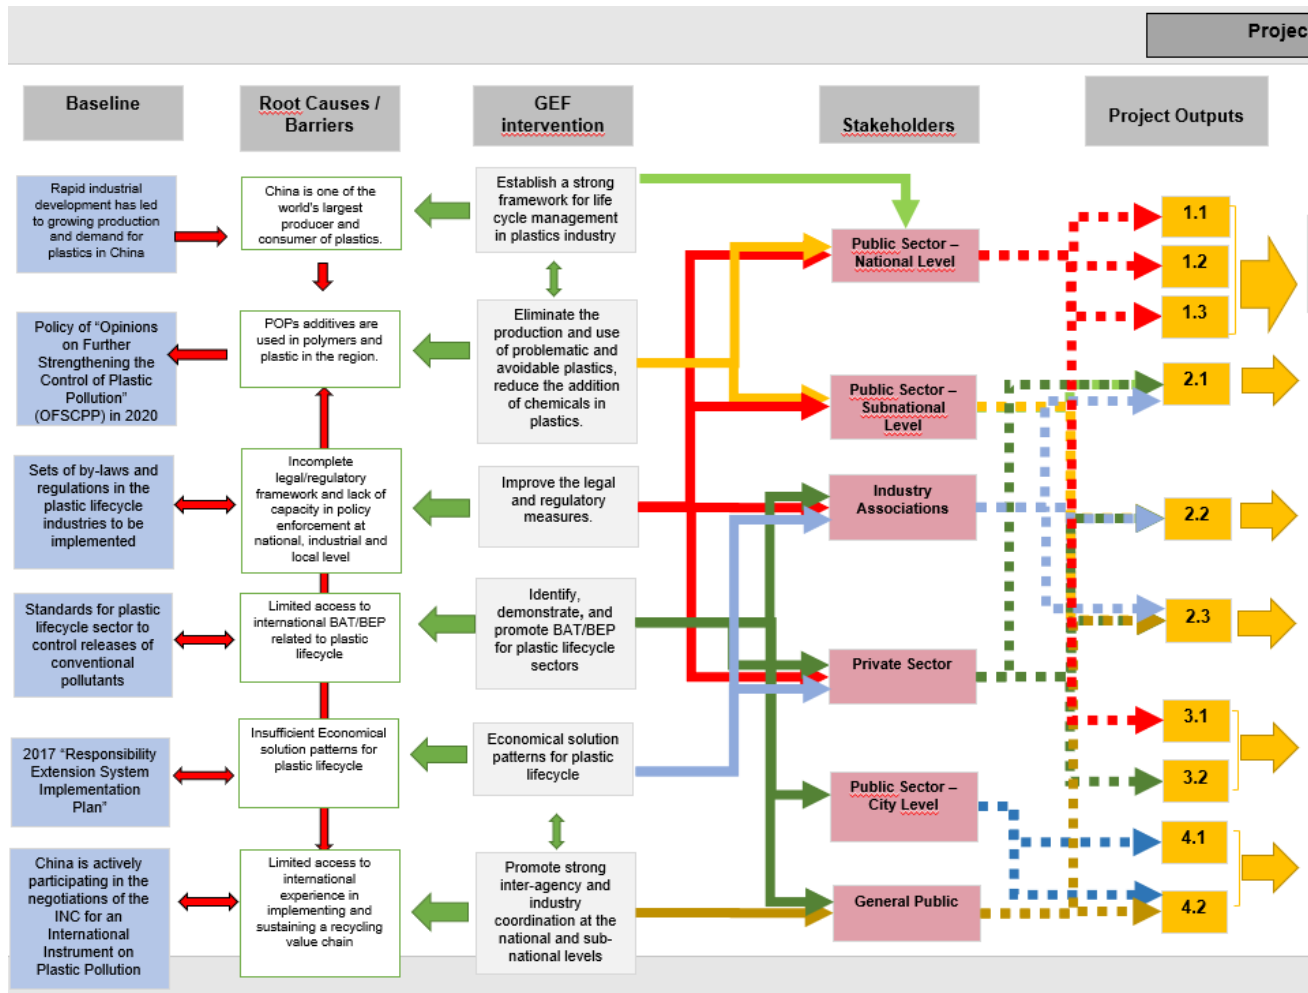 Projec
Baseline
Root Causes /
Barriers
GEF
intervention
Stakeholders
Project Outputs
Rapid industrial
development has led
to growing production
and demand for
plastics in China
Policy of “Opinions
on Further
Strengthening the
Control of Plastic
Pollution”
(OFSCPP) in 2020
Sets of by-laws and
regulations in the
plastic lifecycle
industries to be
implemented
Standards for plastic
lifecycle sector to
control releases of
conventional
pollutants
2017 “Responsibility
Extension System
Implementation
Plan”
China is actively
participating in the
negotiations of the
INC for an
International
Instrument on
Plastic Pollution
China is one of the
world's largest
producer and
consumer of plastics.
POPs additives are
used in polymers and
plastic in the region.
Incomplete
legal/regulatory
framework and lack of
capacity in policy
enforcement at
national, industrial and
local level
Limited access to
international BAT/BEP
related to plastic
lifecycle
Insufficient Economical
solution patterns for
plastic lifecycle
Limited access to
international
experience in
implementing and
sustaining a recycling
value chain
Establish a strong
framework for life
cycle management
in plastics industry
Eliminate the
production and use
of problematic and
avoidable plastics,
reduce the addition
of chemicals in
plastics.
Improve the legal
and regulatory
measures.
Identify,
demonstrate, and
promote BAT/BEP
for plastic lifecycle
sectors
Economical solution
patterns for plastic
lifecycle
Promote strong
inter-agency and
industry
coordination at the
national and sub-
national levels
Public Sector –
National Level
Public Sector –
Subnational
Level
Industry
Associations
Private Sector
Public Sector –
City Level
General Public
1.1
1.2
1.3
2.1
2.2
2.3
3.1
3.2
4.1
4.2